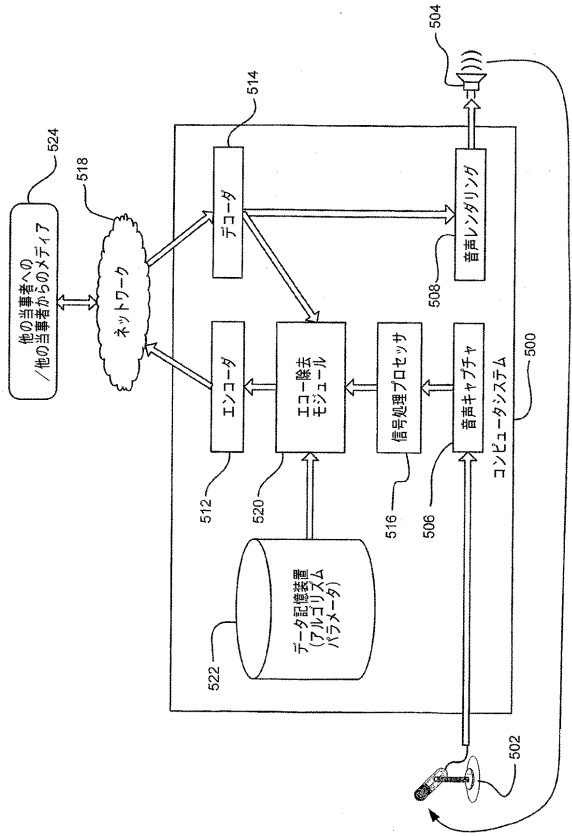 他の当事者への
／他の当事者からのメディア
524
ネットワーク
518
エンコーダ
512
デコーダ
514
エコー除去
モジュール
520
データ記憶装置
(アルゴリズム
パラメータ)
522
信号処理プロセッサ
516
音声キャプチャ
506
音声レンダリング
508
コンピュータシステム
500
502
504